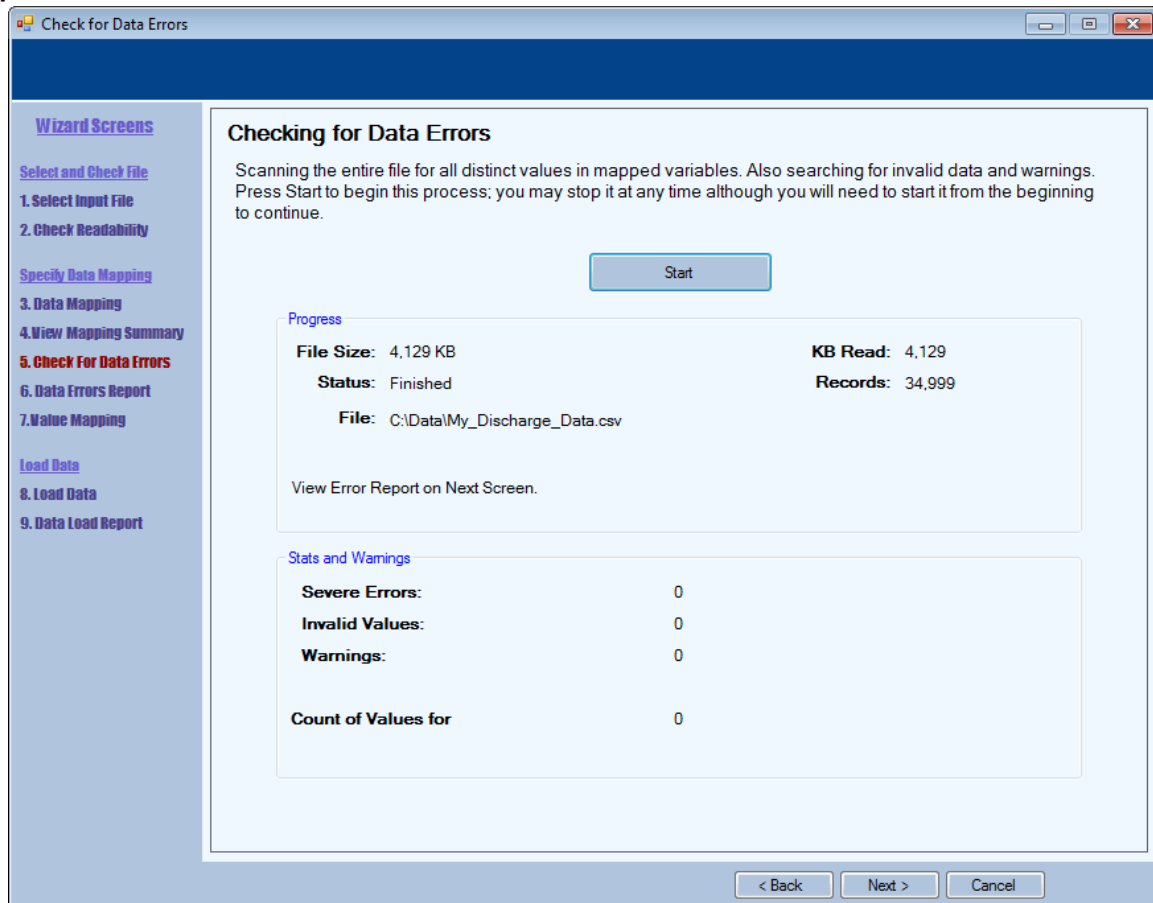 Check for Data Errors
Wizard Screens
Select and Check File
1. Select Input File
2. Check Readability
Specify Data Mapping
3. Data Mapping
4.View Mapping Summary
5. Check For Data Errors
6. Data Errors Report
7.Value Mapping
Load Data
8. Load Data
9. Data Load Report
Checking for Data Errors
Scanning the entire file for all distinct values in mapped variables. Also searching for invalid data and warnings.
Press Start to begin this process; you may stop it at any time although you will need to start it from the beginning
to continue.
Start
Progress
File Size: 4,129 KB KB Read: 4,129
Status: Finished Records: 34,999
File: C:\Data\My_Discharge_Data.csv
View Error Report on Next Screen.
Stats and Warnings
Severe Errors: 0
Invalid Values: 0
Warnings: 0
Count of Values for 0
< Back Next > Cancel